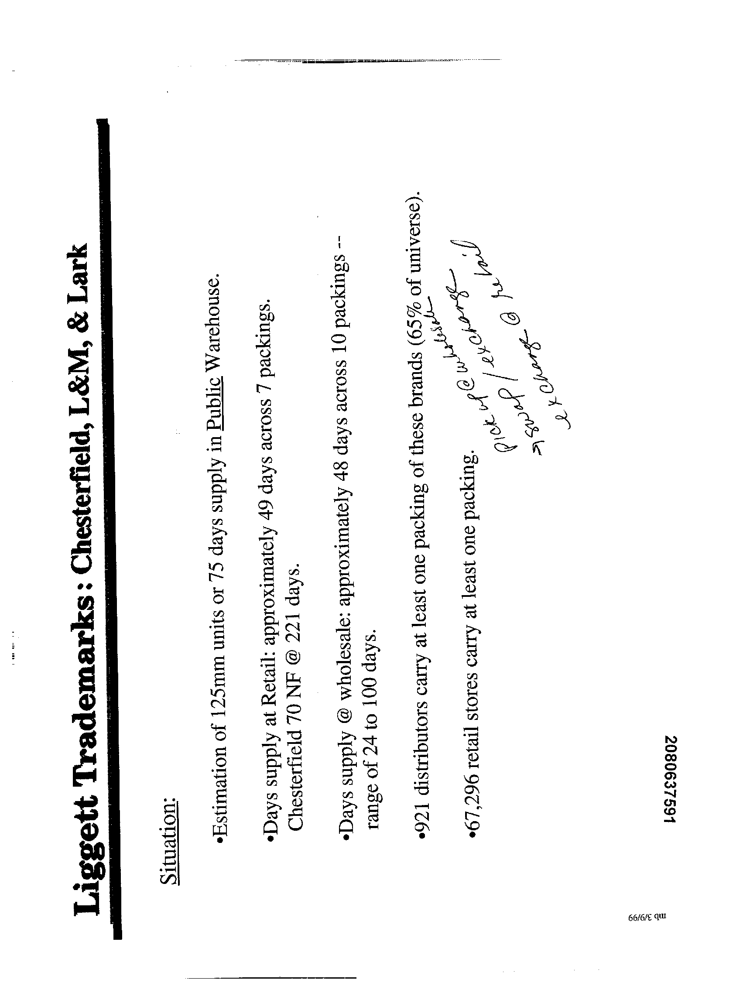 Liggett Trademarks: Chesterfield, L&M, & Lark
Situation:
•Estimation of 125mm units or 75 days supply in Public Warehouse.
•Days supply at Retail: approximately 49 days across 7 packings.
Chesterfield 70 NF @ 221 days.
•Days supply @ wholesale: approximately 48 days across 10 packings --
range of 24 to 100 days.
•921 distributors carry at least one packing of these brands (65% of universe).
•67,296 retail stores carry at least one packing.
pick up @ wholesale
swap / exchange
exchange @ retail
mb 3/9/99
2080637591